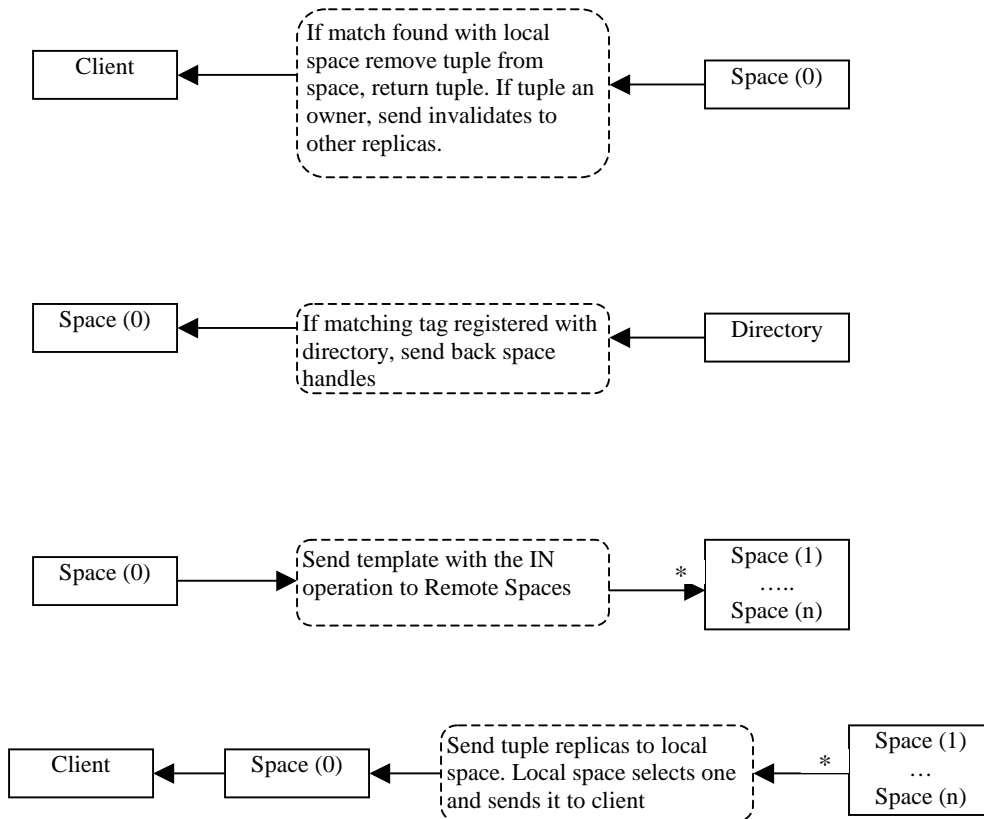 Client
If match found with local
space remove tuple from
space, return tuple. If tuple an
owner, send invalidates to
other replicas.
Space (0)
Space (0)
If matching tag registered with
directory, send back space
handles
Directory
Space (0)
Send template with the IN
operation to Remote Spaces
*
Space (1)
…..
Space (n)
Client
Space (0)
Send tuple replicas to local
space. Local space selects one
and sends it to client
*
Space (1)
…
Space (n)